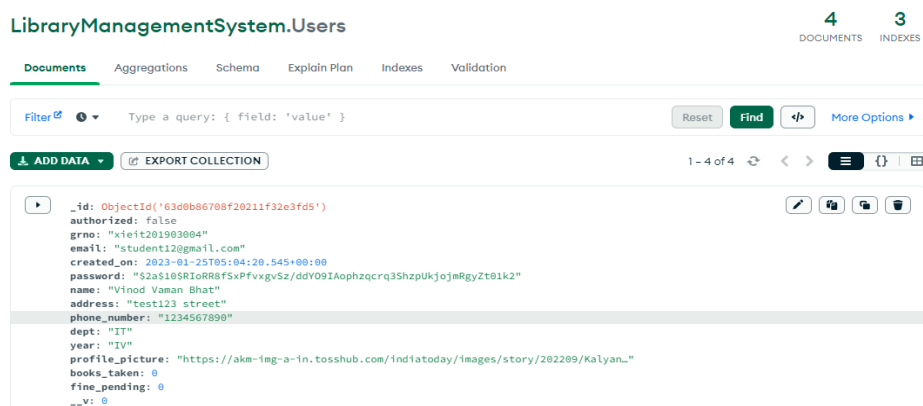 LibraryManagementSystem.Users
4
DOCUMENTS
3
INDEXES
Documents Aggregations Schema Explain Plan Indexes Validation
Filter Type a query: { field: 'value' } Reset Find </> More Options
ADD DATA EXPORT COLLECTION 1 – 4 of 4 {}
_id: ObjectId('63d0b86708f20211f32e3fd5')
authorized: false
grno: "xieit201903004"
email: "student12@gmail.com"
created_on: 2023-01-25T05:04:20.545+00:00
password: "$2a$10$RIoRR8fSxPfvxgvSz/ddYO9IAophzqcrq3ShzpUkjojmRgyZt01k2"
name: "Vinod Vaman Bhat"
address: "test123 street"
phone_number: "1234567890"
dept: "IT"
year: "IV"
profile_picture: "https://akm-img-a-in.tosshub.com/indiatoday/images/story/202209/Kalyan…"
books_taken: 0
fine_pending: 0
__v: 0